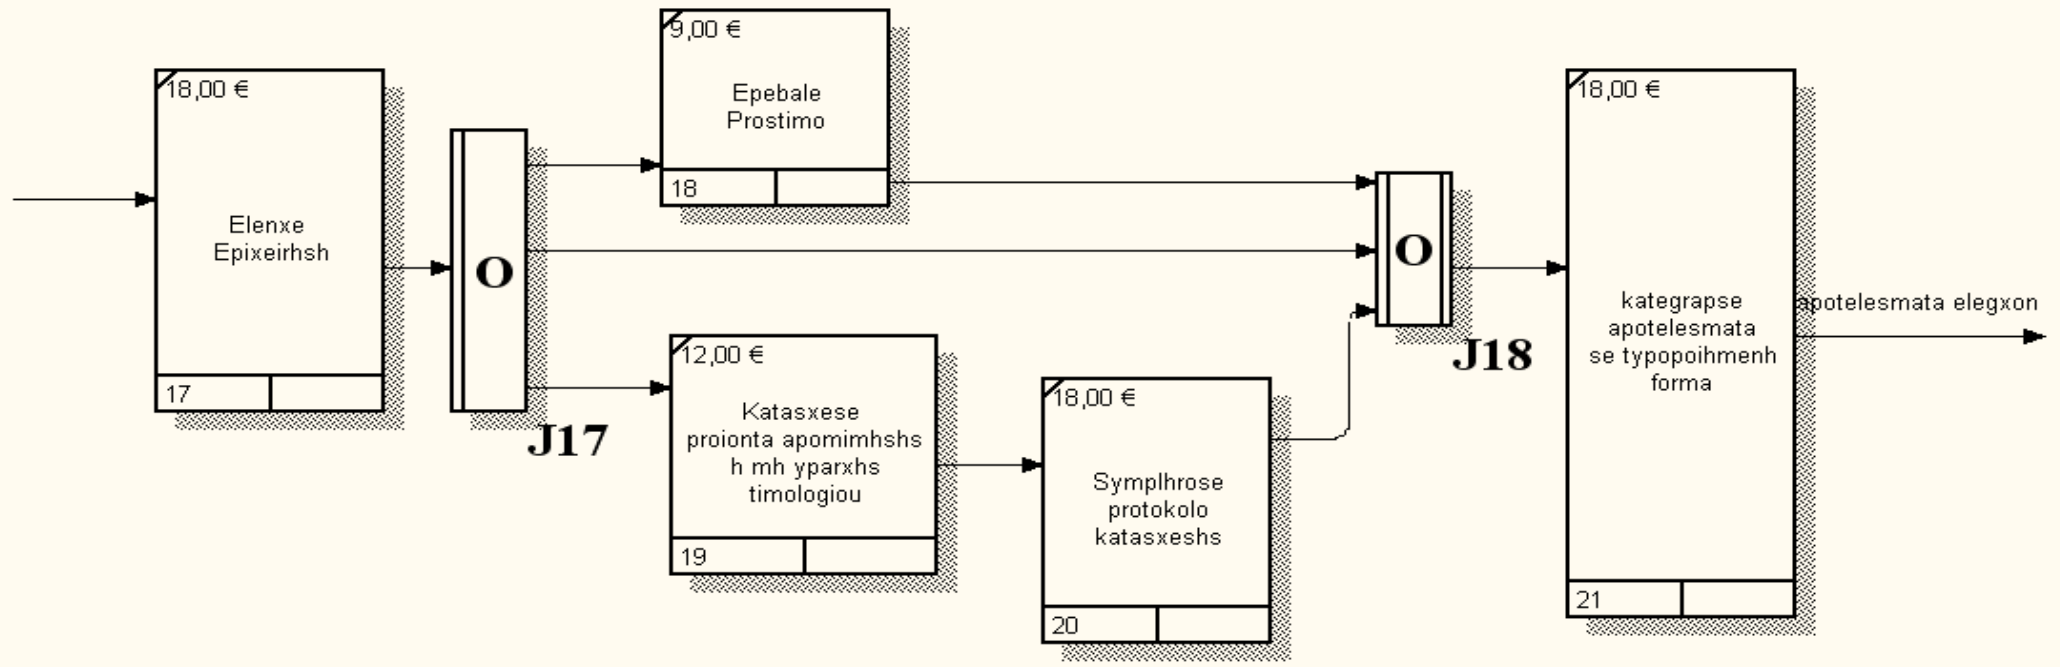 18,00 €
Elenxe
Epixeirhsh
17
O
J17
9,00 €
Epebale
Prostimo
18
12,00 €
Katasxese
proionta apomimhshs
h mh yparxhs
timologiou
19
18,00 €
Symplhrose
protokolo
katasxeshs
20
O
J18
18,00 €
kategrapse
apotelesmata
se typopoihmenh
forma
21
apotelesmata elegxon